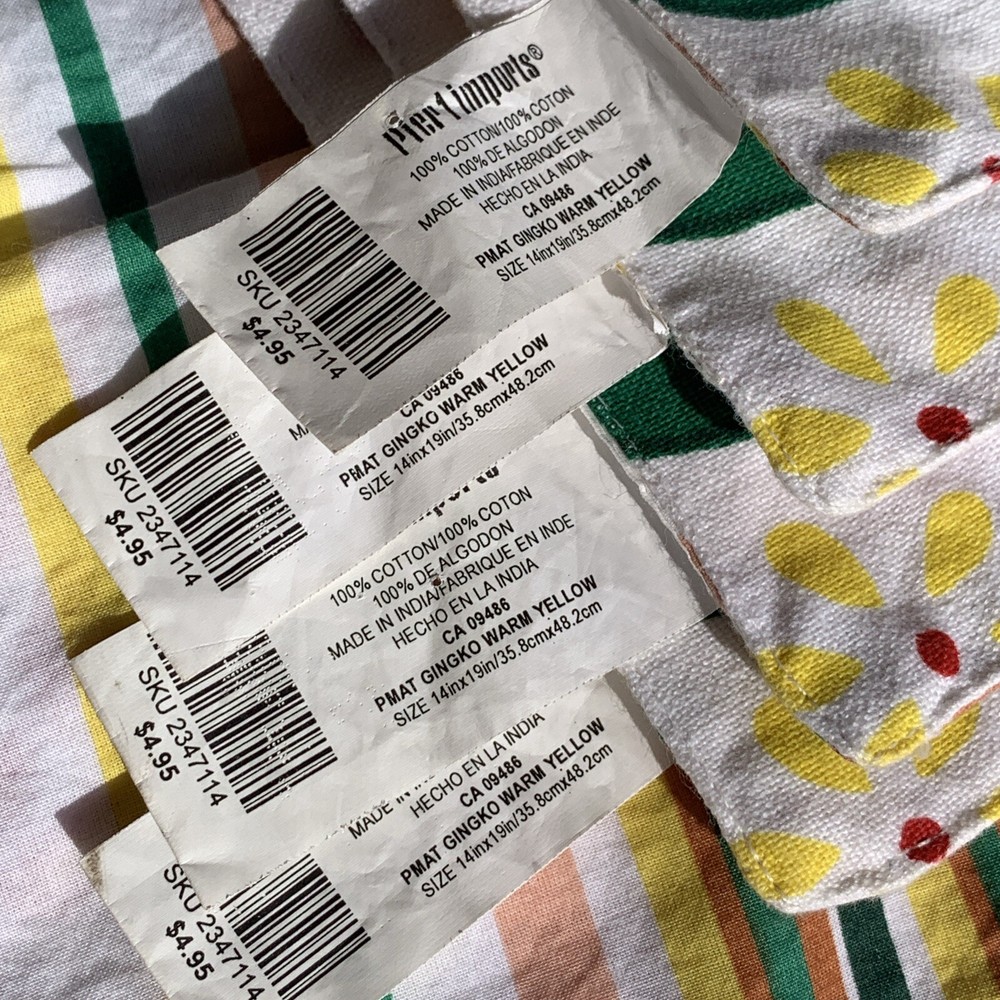 Pier 1 imports®
100% COTTON/100% COTON
100% DE ALGODON
MADE IN INDIA/FABRIQUE EN INDE
HECHO EN LA INDIA
CA 09486
PMAT GINGKO WARM YELLOW
SIZE 14inx19in/35.8cmx48.2cm
SKU 2347114
$4.95
CA 09486
PMAT GINGKO WARM YELLOW
SIZE 14inx19in/35.8cmx48.2cm
SKU 2347114
$4.95
100% COTTON/100% COTON
100% DE ALGODON
MADE IN INDIA/FABRIQUE EN INDE
HECHO EN LA INDIA
CA 09486
PMAT GINGKO WARM YELLOW
SIZE 14inx19in/35.8cmx48.2cm
SKU 2347114
$4.95
MADE
HECHO EN LA INDIA
CA 09486
PMAT GINGKO WARM YELLOW
SIZE 14inx19in/35.8cmx48.2cm
SKU 2347114
$4.95